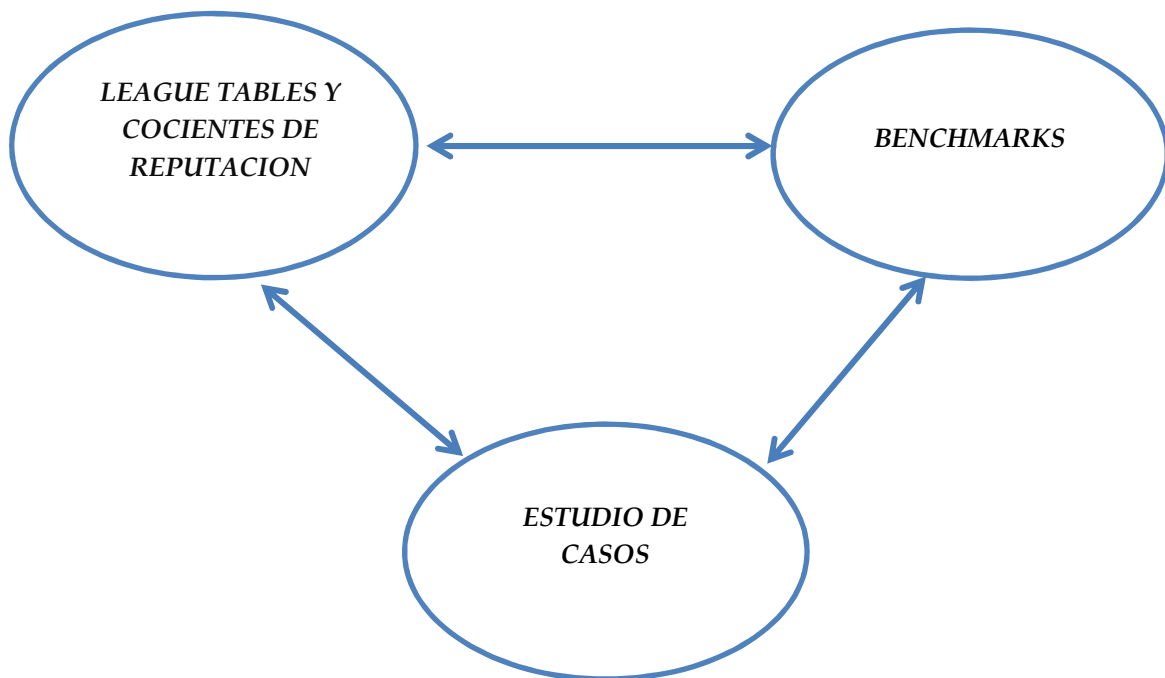 LEAGUE TABLES Y
COCIENTES DE
REPUTACION
BENCHMARKS
ESTUDIO DE
CASOS